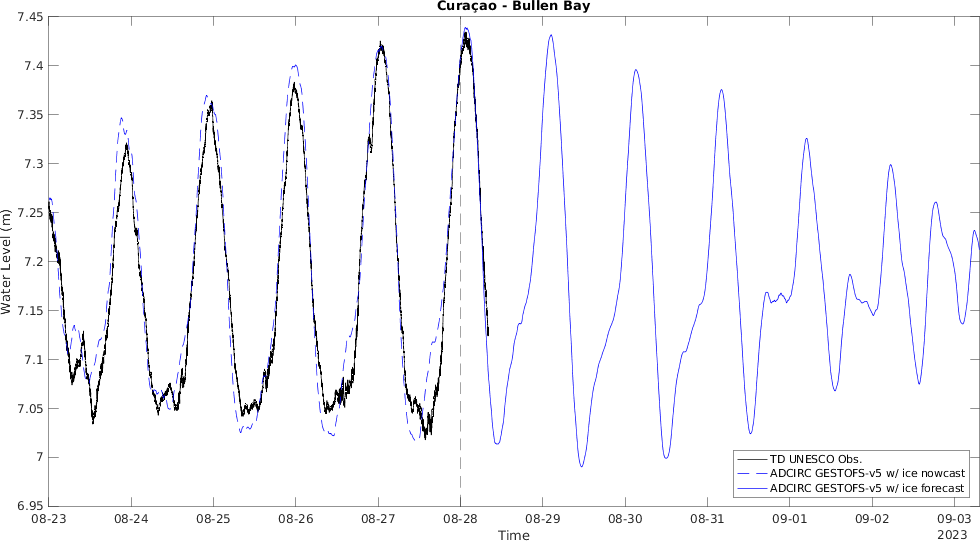 Curaçao - Bullen Bay
Water Level (m)
7.45
7.4
7.35
7.3
7.25
7.2
7.15
7.1
7.05
7
6.95
TD UNESCO Obs.
ADCIRC GESTOFS-v5 w/ ice nowcast
ADCIRC GESTOFS-v5 w/ ice forecast
08-23 08-24 08-25 08-26 08-27 08-28 08-29 08-30 08-31 09-01 09-02 09-03
Time
2023